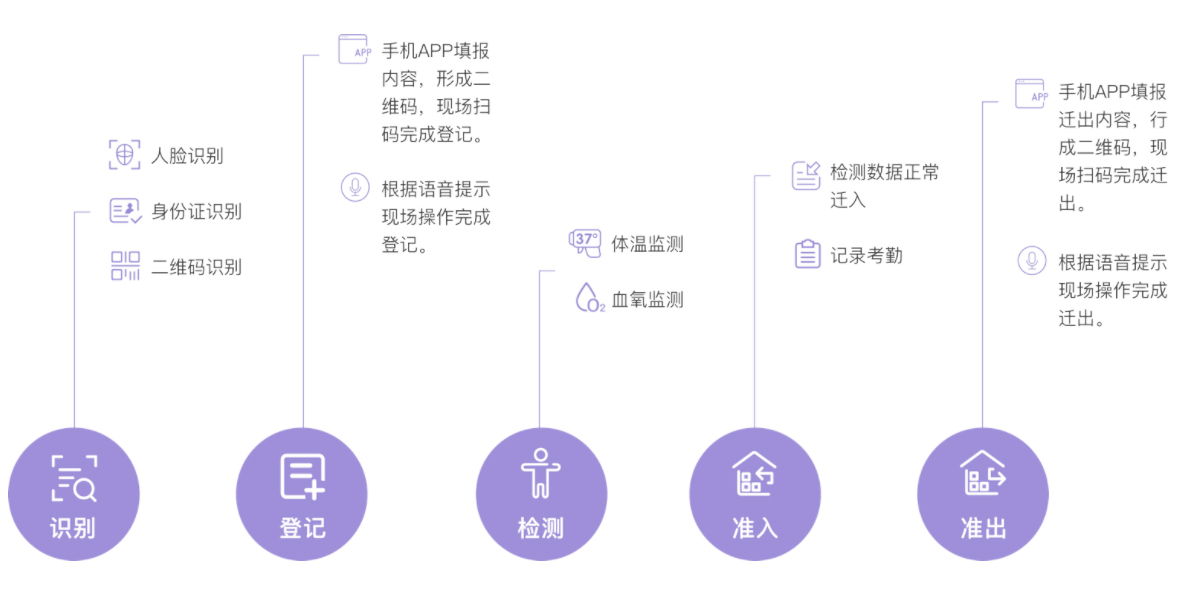 人脸识别
身份证识别
二维码识别
识别
APP
手机APP填报
内容，形成二
维码，现场扫
码完成登记。
根据语音提示
现场操作完成
登记。
登记
37°
体温监测
O2
血氧监测
检测
检测数据正常
迁入
记录考勤
准入
APP
手机APP填报
迁出内容，行
成二维码，现
场扫码完成迁
出。
根据语音提示
现场操作完成
迁出。
准出